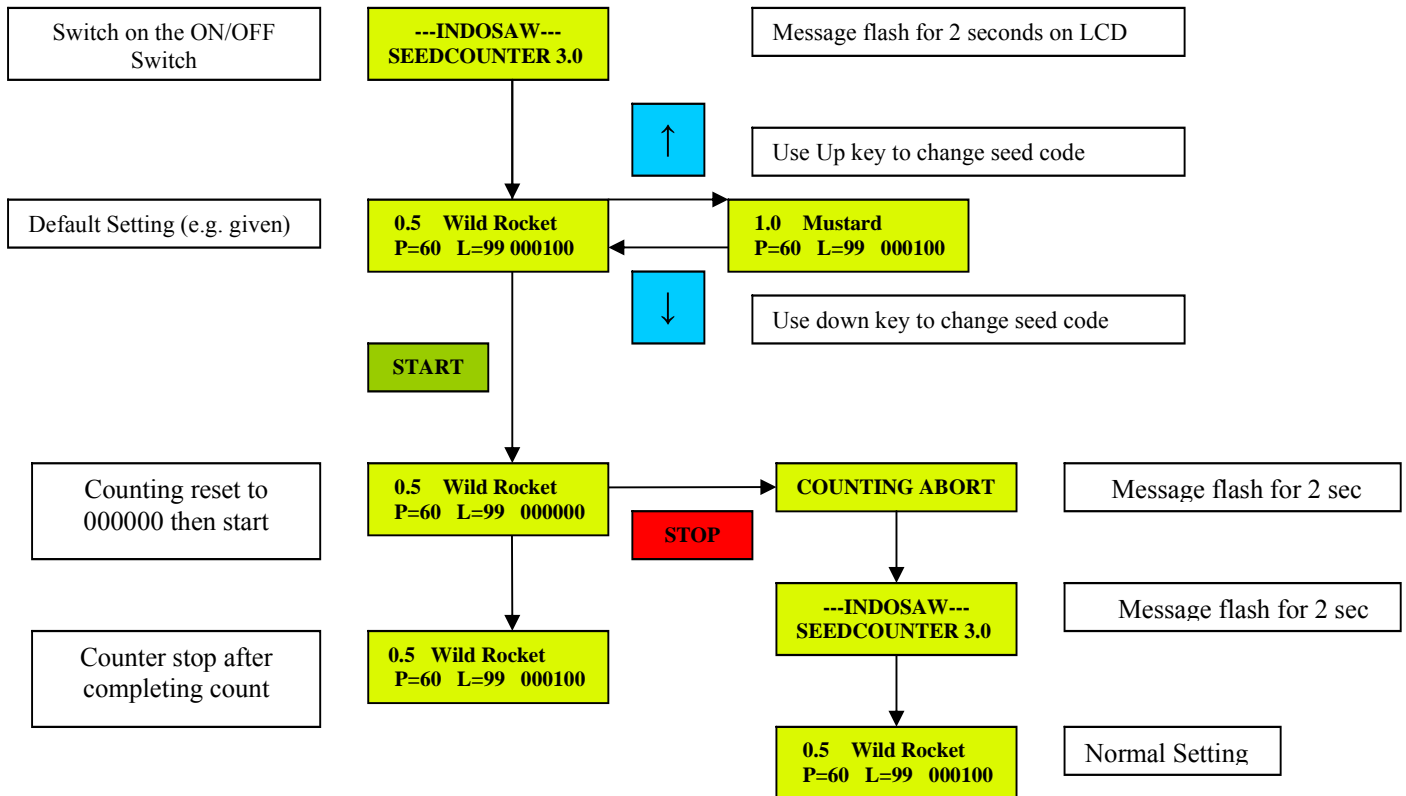 Switch on the ON/OFF
Switch
---INDOSAW---
SEEDCOUNTER 3.0
Message flash for 2 seconds on LCD
↑
Use Up key to change seed code
Default Setting (e.g. given)
0.5 Wild Rocket
P=60 L=99 000100
1.0 Mustard
P=60 L=99 000100
↓
Use down key to change seed code
START
Counting reset to
000000 then start
0.5 Wild Rocket
P=60 L=99 000000
COUNTING ABORT
Message flash for 2 sec
STOP
---INDOSAW---
SEEDCOUNTER 3.0
Message flash for 2 sec
Counter stop after
completing count
0.5 Wild Rocket
P=60 L=99 000100
0.5 Wild Rocket
P=60 L=99 000100
Normal Setting